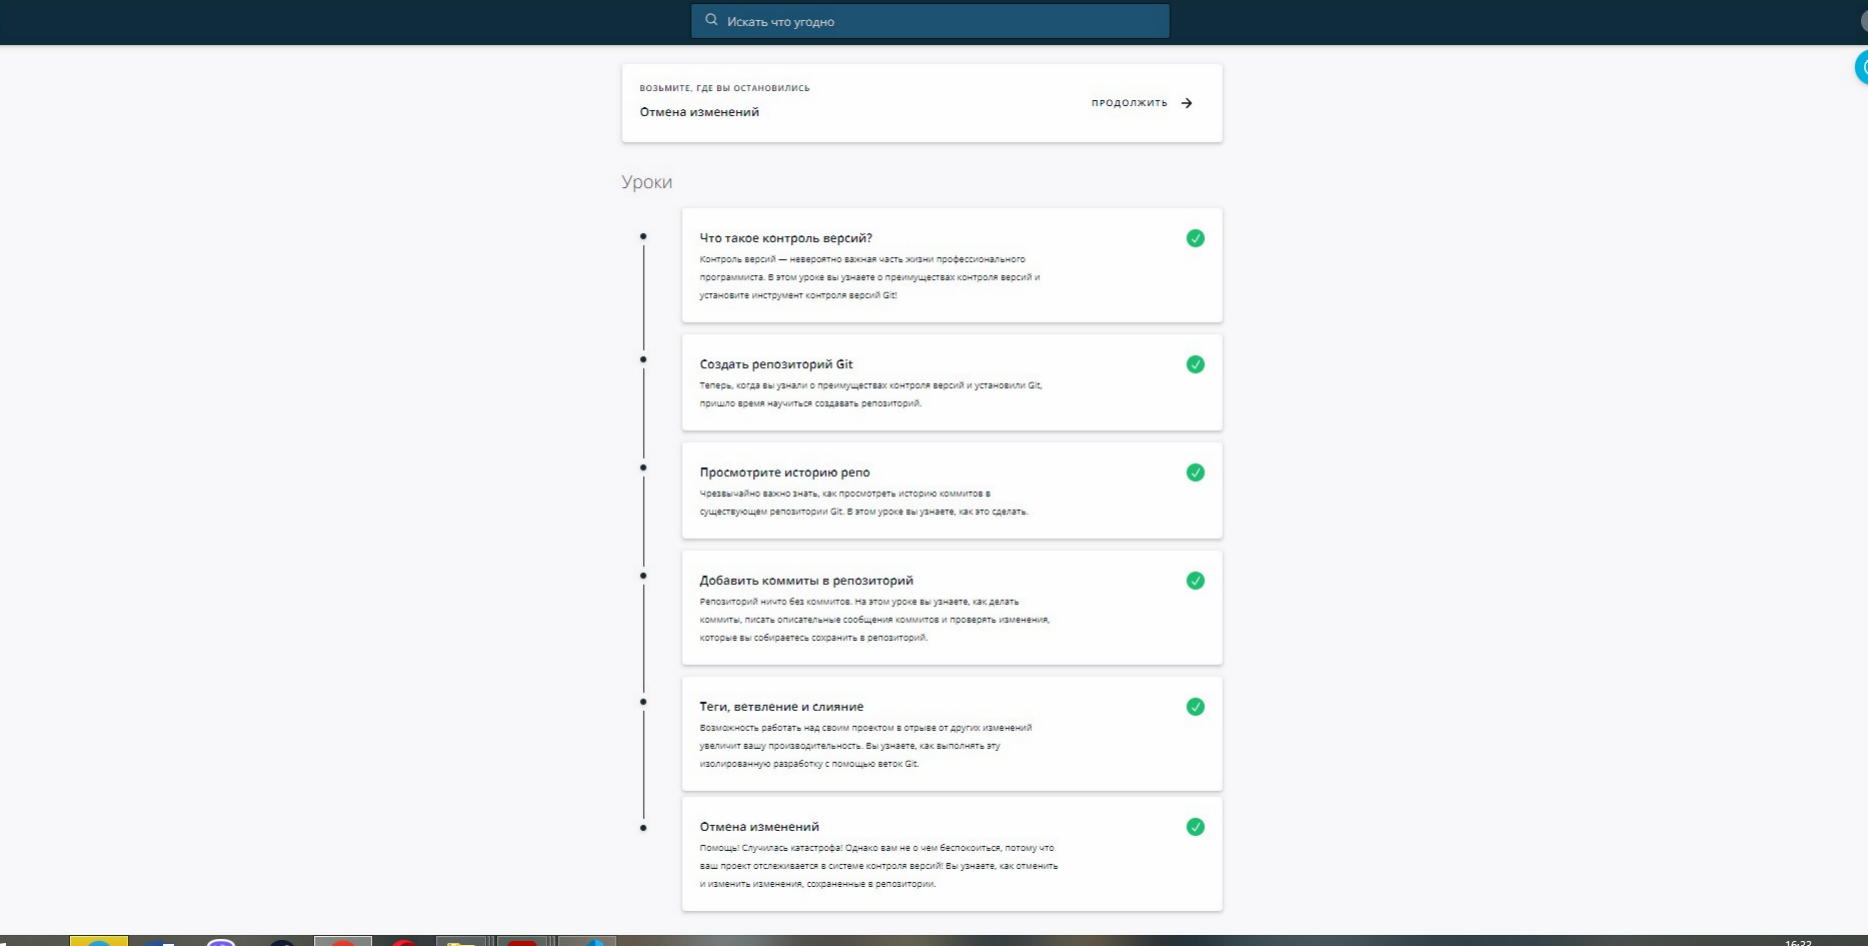 Искать что угодно
ВОЗЬМИТЕ, ГДЕ ВЫ ОСТАНОВИЛИСЬ
Отмена изменений
ПРОДОЛЖИТЬ
Уроки
Что такое контроль версий?
Контроль версий — невероятно важная часть жизни профессионального
программиста. В этом уроке вы узнаете о преимуществах контроля версий и
установите инструмент контроля версий Git!
Создать репозиторий Git
Теперь, когда вы узнали о преимуществах контроля версий и установили Git,
пришло время научиться создавать репозиторий.
Просмотрите историю репо
Чрезвычайно важно знать, как просмотреть историю коммитов в
существующем репозитории Git. В этом уроке вы узнаете, как это сделать.
Добавить коммиты в репозиторий
Репозиторий ничто без коммитов. На этом уроке вы узнаете, как делать
коммиты, писать описательные сообщения коммитов и проверять изменения,
которые вы собираетесь сохранить в репозиторий.
Теги, ветвление и слияние
Возможность работать над своим проектом в отрыве от других изменений
увеличит вашу производительность. Вы узнаете, как выполнять эту
изолированную разработку с помощью веток Git.
Отмена изменений
Помощь! Случилась катастрофа! Однако вам не о чем беспокоиться, потому что
ваш проект отслеживается в системе контроля версий! Вы узнаете, как отменить
и изменить изменения, сохраненные в репозитории.